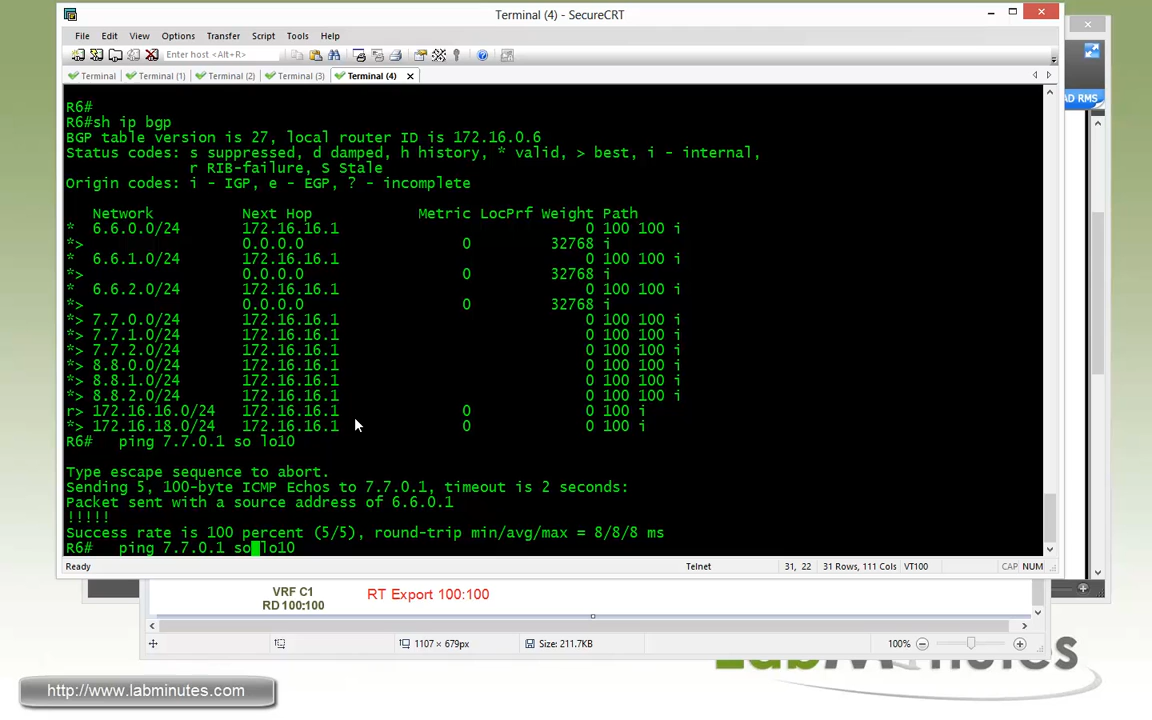 Terminal (4) - SecureCRT
File Edit View Options Transfer Script Tools Help
Enter host <Alt+R>
Terminal Terminal (1) Terminal (2) Terminal (3) Terminal (4)
AD RMS
R6#
R6#sh ip bgp
BGP table version is 27, local router ID is 172.16.0.6
Status codes: s suppressed, d damped, h history, * valid, > best, i - internal,
r RIB-failure, S Stale
Origin codes: i - IGP, e - EGP, ? - incomplete
Network Next Hop Metric LocPrf Weight Path
* 6.6.0.0/24 172.16.16.1 0 100 100 i
*> 0.0.0.0 0 32768 i
* 6.6.1.0/24 172.16.16.1 0 100 100 i
*> 0.0.0.0 0 32768 i
* 6.6.2.0/24 172.16.16.1 0 100 100 i
*> 0.0.0.0 0 32768 i
*> 7.7.0.0/24 172.16.16.1 0 100 100 i
*> 7.7.1.0/24 172.16.16.1 0 100 100 i
*> 7.7.2.0/24 172.16.16.1 0 100 100 i
*> 8.8.0.0/24 172.16.16.1 0 100 100 i
*> 8.8.1.0/24 172.16.16.1 0 100 100 i
*> 8.8.2.0/24 172.16.16.1 0 100 100 i
r> 172.16.16.0/24 172.16.16.1 0 0 100 i
*> 172.16.18.0/24 172.16.16.1 0 0 100 i
R6# ping 7.7.0.1 so lo10
Type escape sequence to abort.
Sending 5, 100-byte ICMP Echos to 7.7.0.1, timeout is 2 seconds:
Packet sent with a source address of 6.6.0.1
!!!!!
Success rate is 100 percent (5/5), round-trip min/avg/max = 8/8/8 ms
R6# ping 7.7.0.1 so lo10
Ready Telnet 31, 22 31 Rows, 111 Cols VT100 CAP NUM
VRF C1 RT Export 100:100
RD 100:100
1107 × 679px Size: 211.7KB 100%
LabMinutes
http://www.labminutes.com